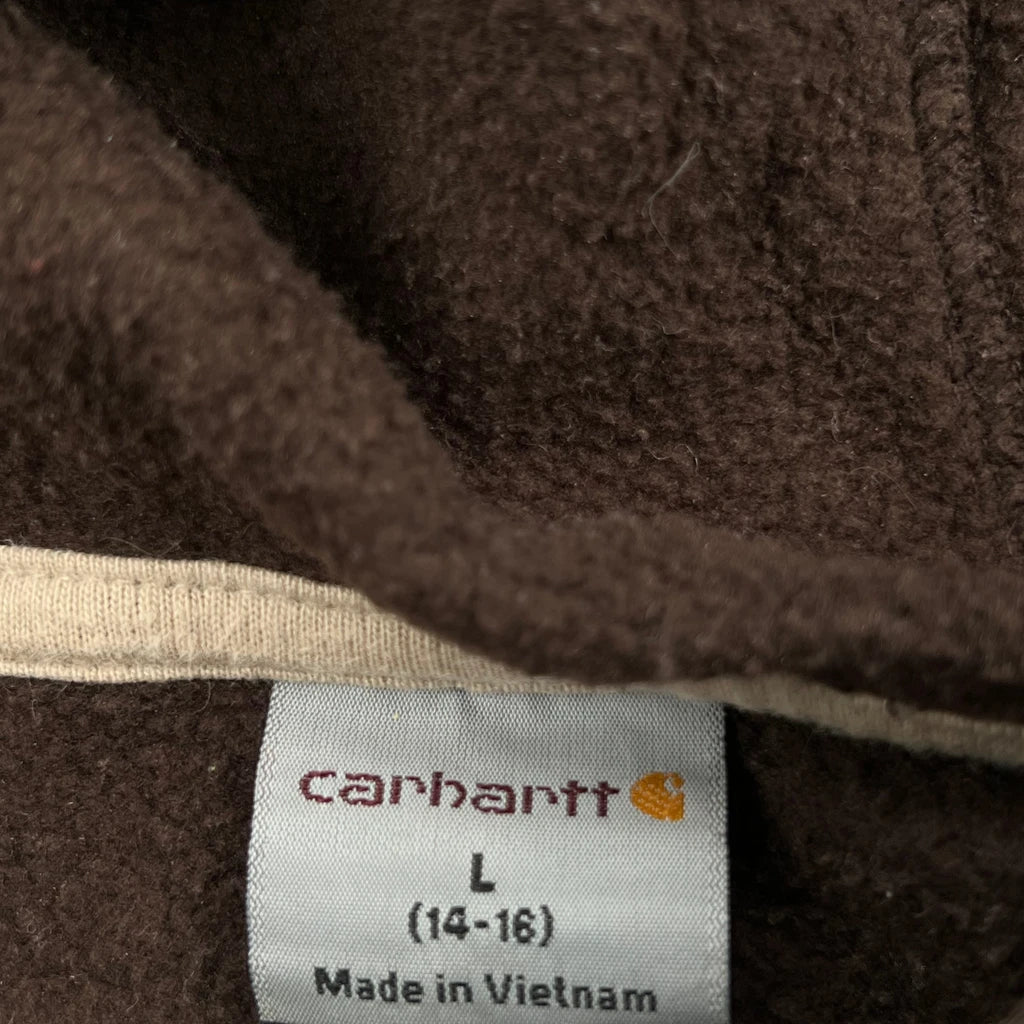 carhartt
L
(14-16)
Made in Vietnam